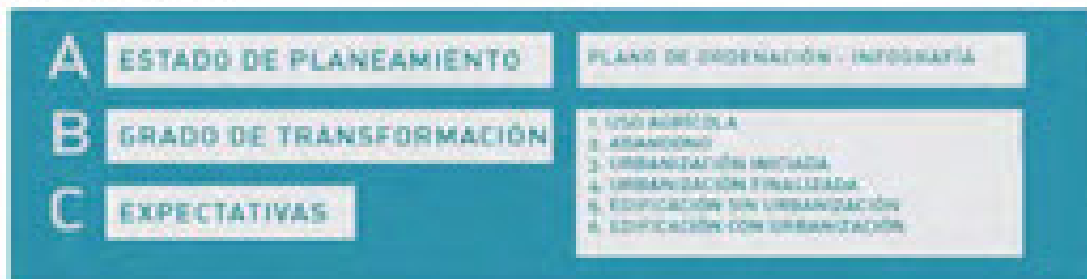 A ESTADO DE PLANEAMIENTO
PLANO DE ORDENACIÓN - INFOGRAFÍA
B GRADO DE TRANSFORMACIÓN
1. USO AGRÍCOLA
2. ABANDONO
3. URBANIZACIÓN INICIADA
4. URBANIZACIÓN FINALIZADA
5. EDIFICACIÓN SIN URBANIZACIÓN
6. EDIFICACIÓN CON URBANIZACIÓN
C EXPECTATIVAS